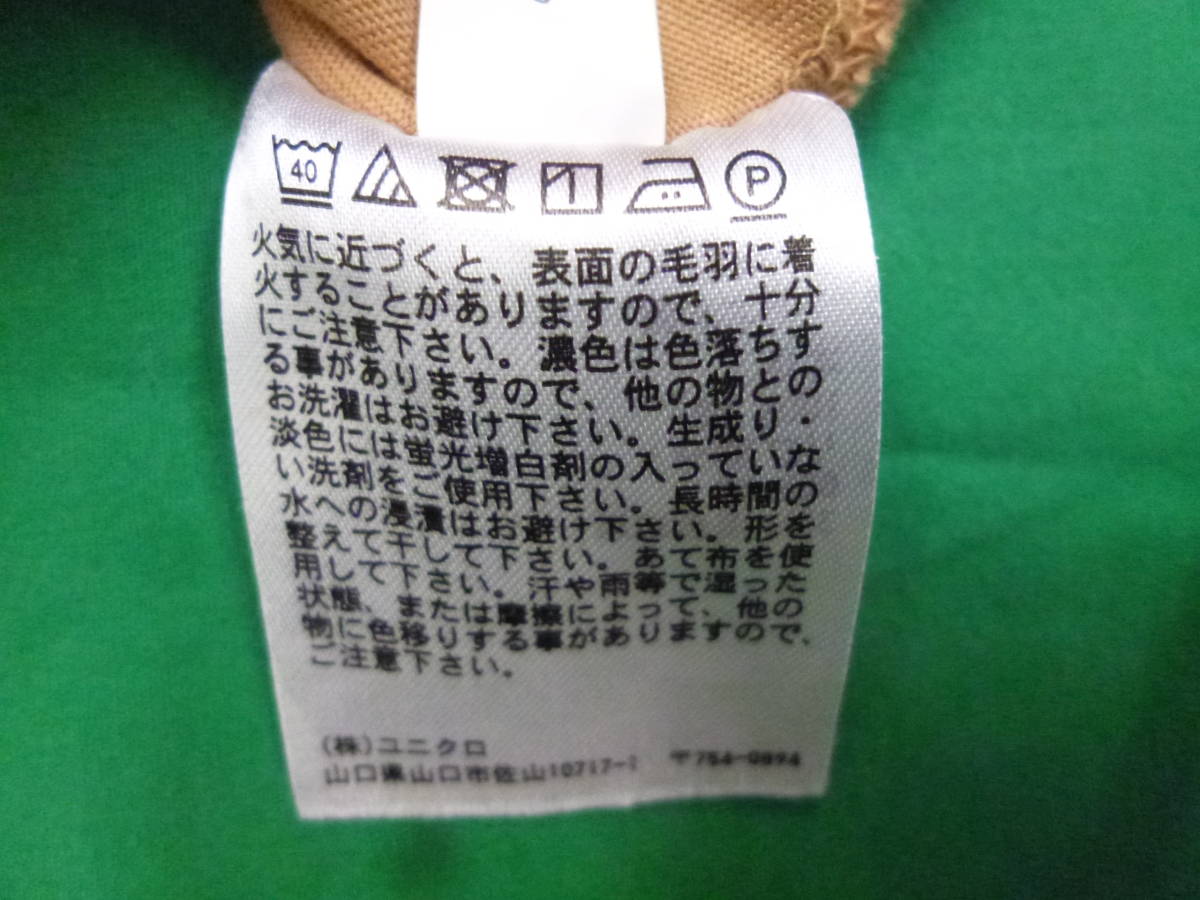 40
P
火気に近づくと、表面の毛羽に着
火することがありますので、十分
にご注意下さい。濃色は色落ちす
る事がありますので、他の物との
お洗濯はお避け下さい。生成り・
淡色には蛍光増白剤の入っていな
い洗剤をご使用下さい。長時間の
水への浸漬はお避け下さい。形を
整えて干して下さい。あて布を使
用して下さい。汗や雨等で湿った
状態、または摩擦によって、他の
物に色移りする事がありますので、
ご注意下さい。
(株)ユニクロ
山口県山口市佐山10717-1 〒754-0894